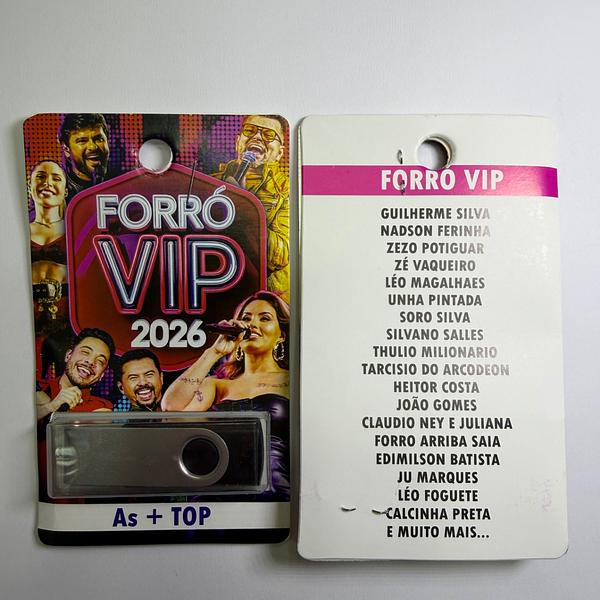 FORRÓ
VIP
2026
As + TOP
FORRÓ VIP
GUILHERME SILVA
NADSON FERINHA
ZEZO POTIGUAR
ZÉ VAQUEIRO
LÉO MAGALHAES
UNHA PINTADA
SORO SILVA
SILVANO SALLES
THULIO MILIONARIO
TARCISIO DO ARCODEON
HEITOR COSTA
JOÃO GOMES
CLAUDIO NEY E JULIANA
FORRO ARRIBA SAIA
EDIMILSON BATISTA
JU MARQUES
LÉO FOGUETE
CALCINHA PRETA
E MUITO MAIS...